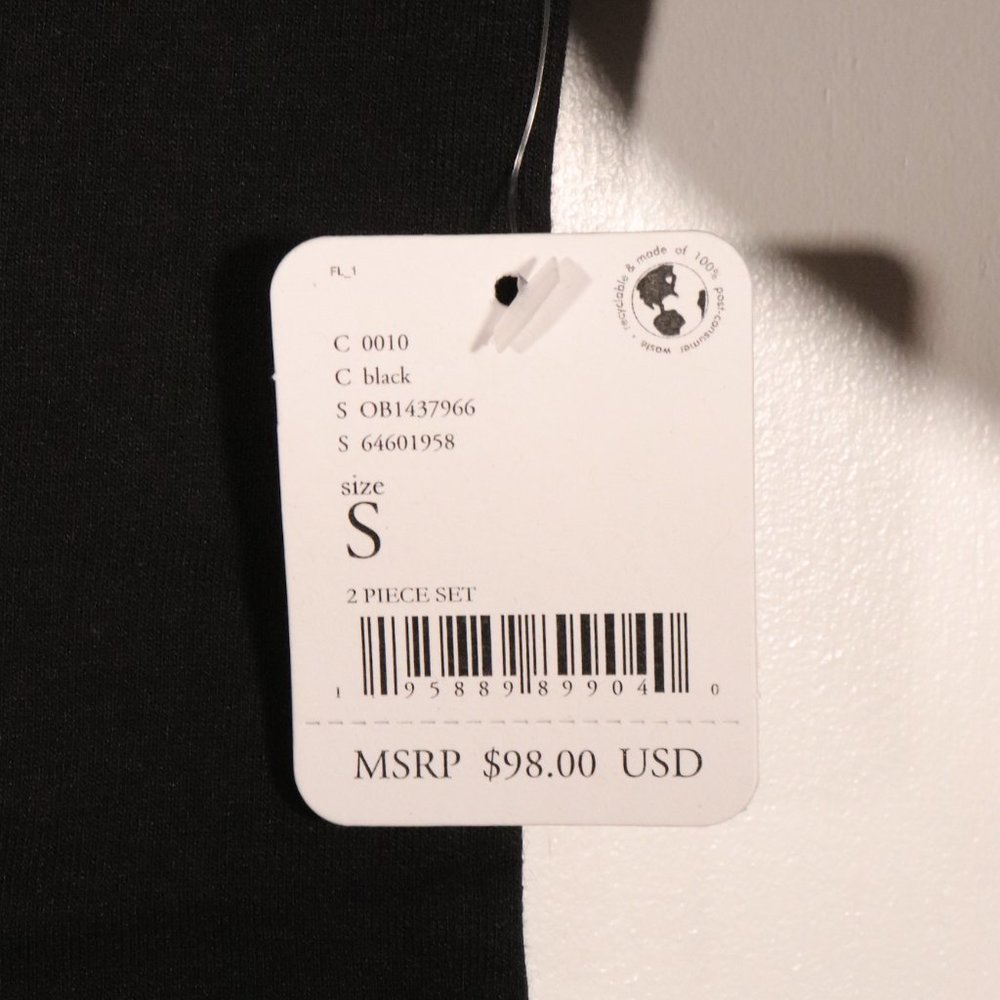 FL_1
recyclable & made of 100% post-consumer waste •
C 0010
C black
S OB1437966
S 64601958
size
S
2 PIECE SET
1 95889 89904 0
MSRP $98.00 USD